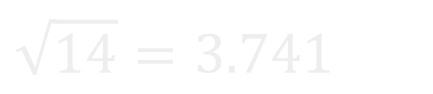 √14 = 3.741